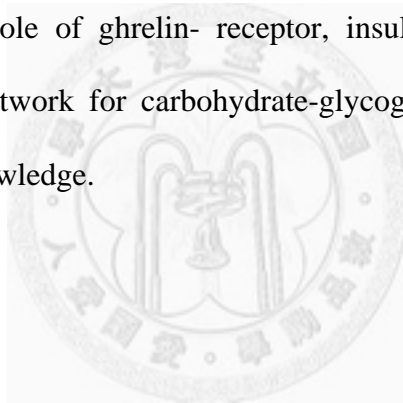 ole of ghrelin- receptor, insul
twork for carbohydrate-glycog
wledge.